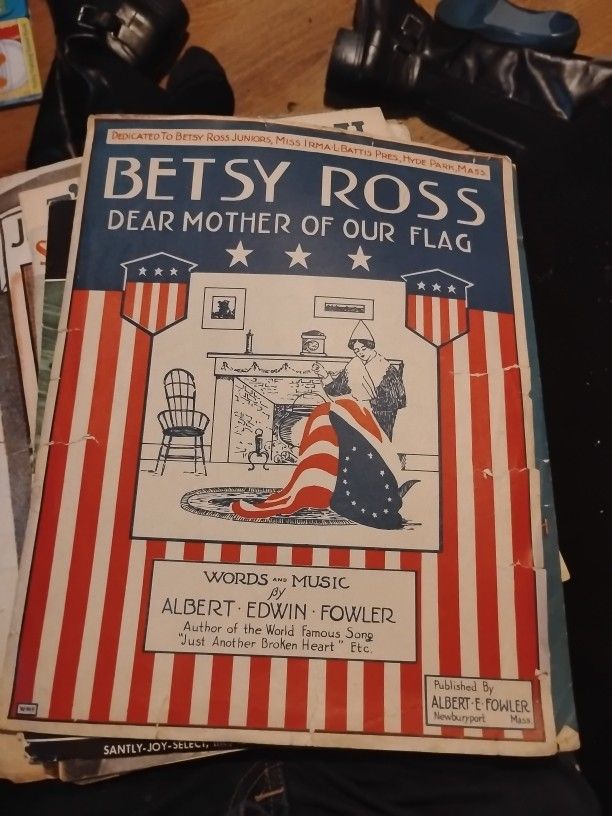 DEDICATED TO BETSY ROSS JUNIORS, MISS IRMA·L·BATTIS PRES., HYDE PARK, MASS.
BETSY ROSS
DEAR MOTHER OF OUR FLAG
WORDS AND MUSIC
By
ALBERT · EDWIN · FOWLER
Author of the World Famous Song
"Just Another Broken Heart" Etc.
Published By
ALBERT·E·FOWLER
Newburyport Mass.
SANTLY-JOY-SELECT,